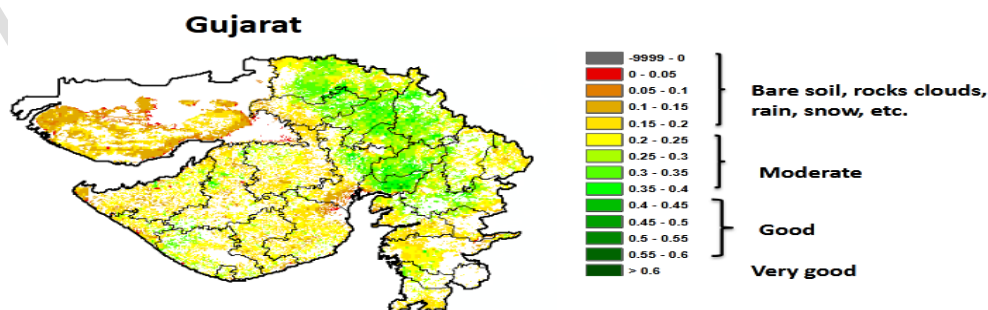 Gujarat
-9999 - 0
0 - 0.05
0.05 - 0.1
0.1 - 0.15
0.15 - 0.2
0.2 - 0.25
0.25 - 0.3
0.3 - 0.35
0.35 - 0.4
0.4 - 0.45
0.45 - 0.5
0.5 - 0.55
0.55 - 0.6
> 0.6
Bare soil, rocks clouds,
rain, snow, etc.
Moderate
Good
Very good